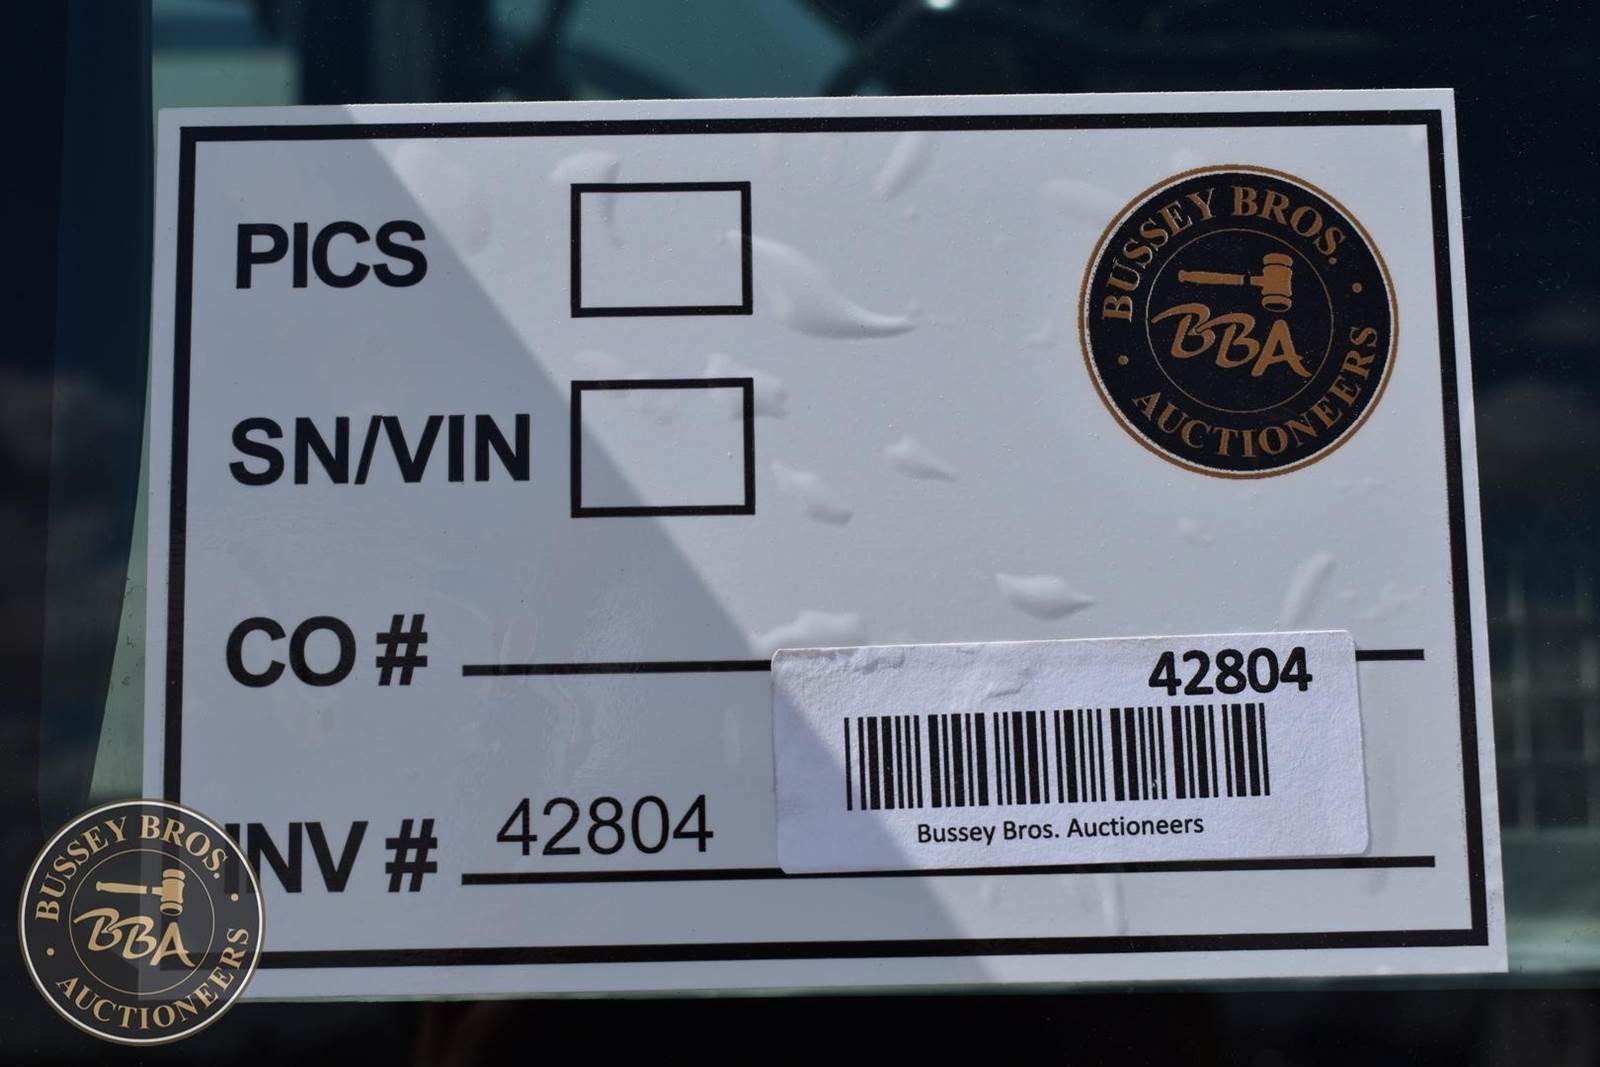 PICS
BUSSEY BROS.
BBA
AUCTIONEERS
SN/VIN
CO #
42804
INV # 42804
Bussey Bros. Auctioneers
BUSSEY BROS.
BBA
AUCTIONEERS